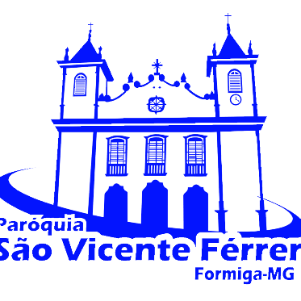 Paróquia
São Vicente Férrer
Formiga-MG